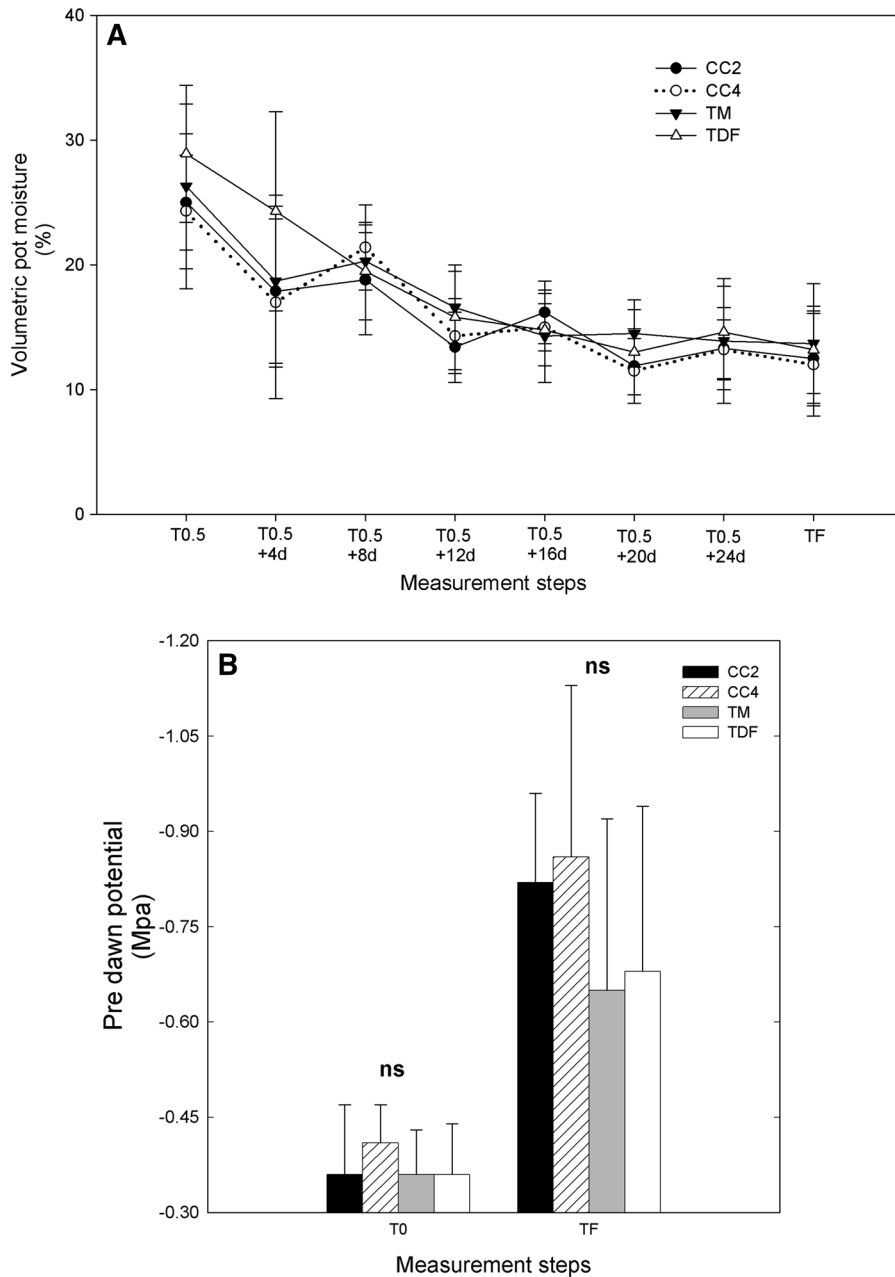 A
40
30
20
10
0
Volumetric pot moisture
(%)
CC2
CC4
TM
TDF
T0.5
T0.5
+4d
T0.5
+8d
T0.5
+12d
T0.5
+16d
T0.5
+20d
T0.5
+24d
TF
Measurement steps
B
-1.20
-1.05
-0.90
-0.75
-0.60
-0.45
-0.30
Pre dawn potential
(Mpa)
ns
ns
CC2
CC4
TM
TDF
T0
TF
Measurement steps